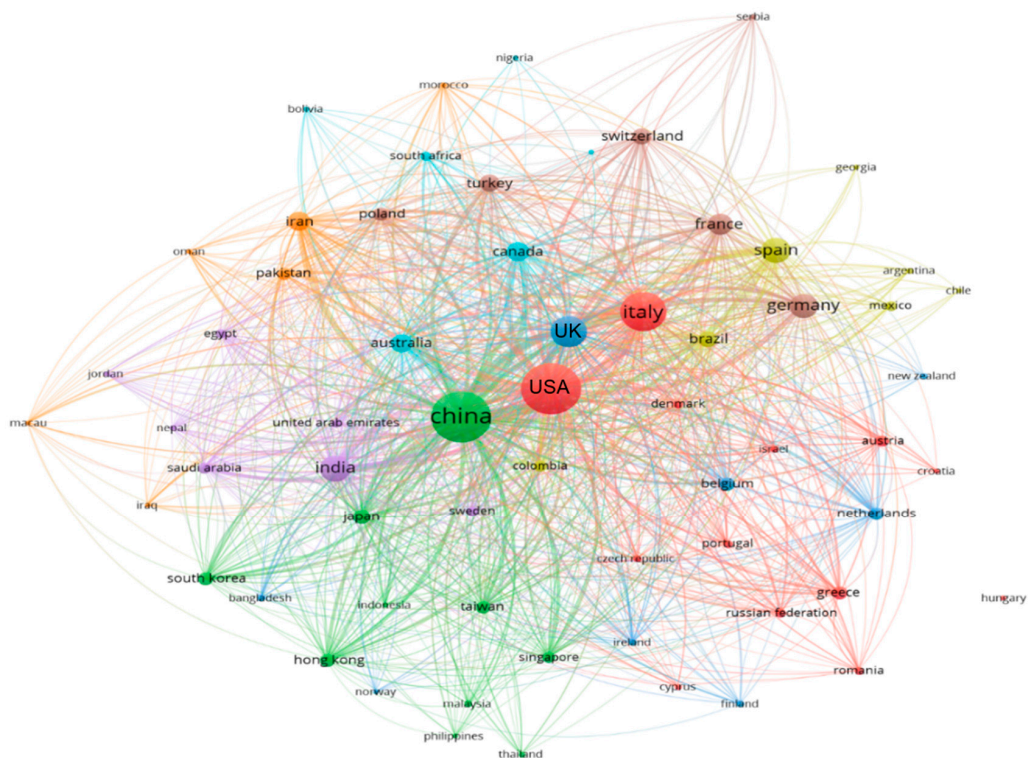 serbia
nigeria
morocco
bolivia
switzerland
south africa
georgia
turkey
poland
iran
france
oman
canada
spain
pakistan
argentina
chile
germany
mexico
italy
UK
egypt
australia
brazil
jordan
new zealand
USA
denmark
china
macau
nepal
united arab emirates
austria
israel
saudi arabia
india
colombia
croatia
belgium
iraq
japan
sweden
netherlands
portugal
czech republic
south korea
bangladesh
indonesia
taiwan
greece
hungary
russian federation
ireland
hong kong
singapore
romania
norway
cyprus
malaysia
finland
philippines
thailand